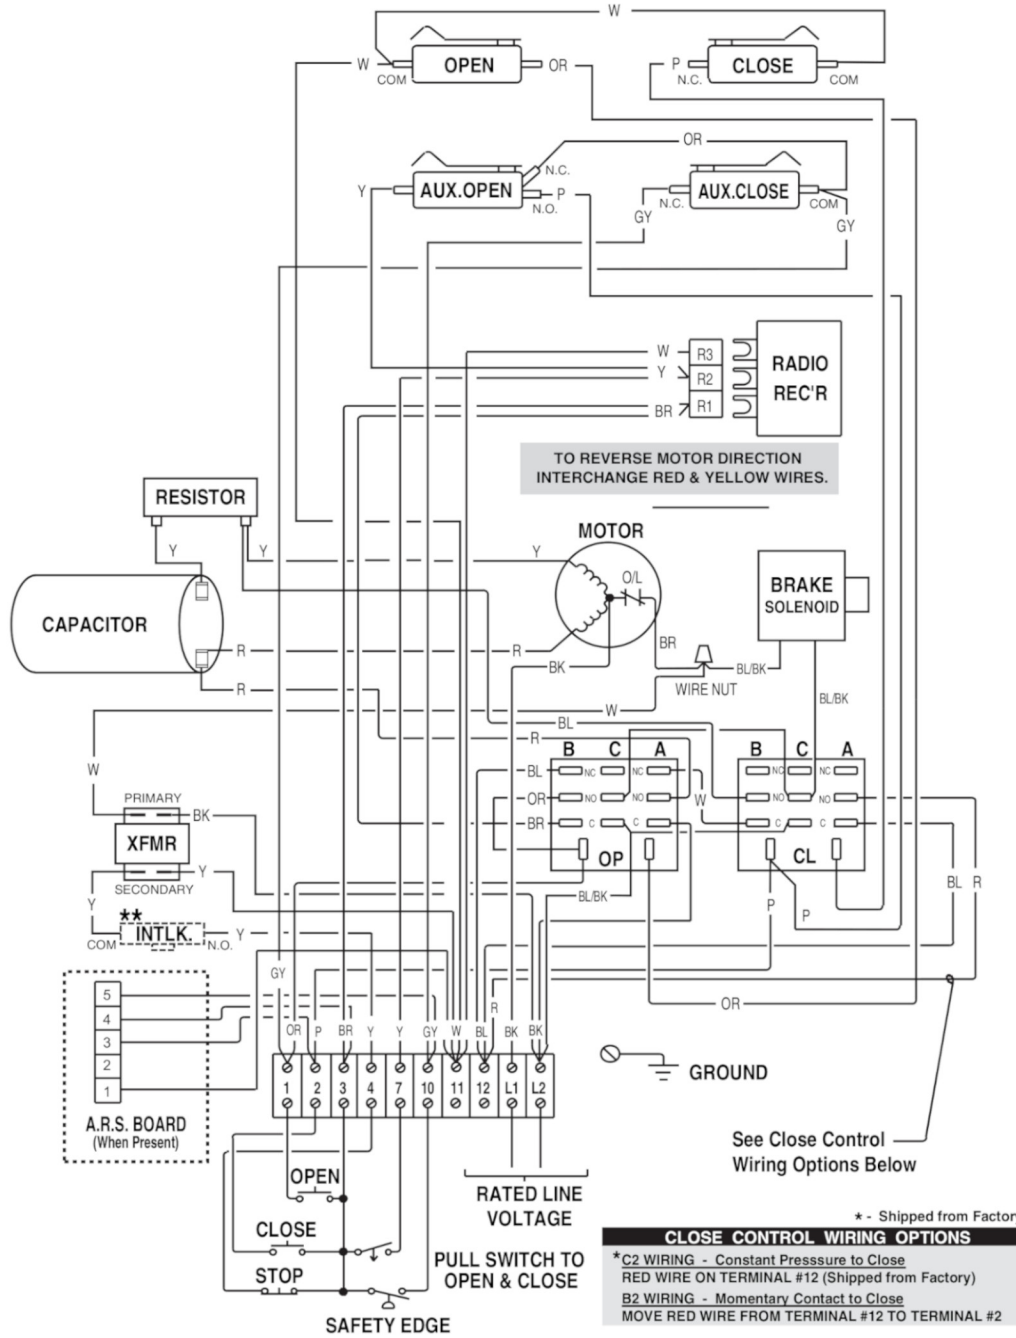 W
W
COM
OPEN
OR
P
N.C.
CLOSE
COM
OR
Y
AUX.OPEN
N.C.
P
N.O.
GY
N.C.
AUX.CLOSE
COM
GY
W
R3
Y
R2
BR
R1
RADIO
REC'R
TO REVERSE MOTOR DIRECTION
INTERCHANGE RED & YELLOW WIRES.
RESISTOR
Y
Y
Y
MOTOR
O/L
BRAKE
SOLENOID
CAPACITOR
R
R
BK
BR
WIRE NUT
BL/BK
BL/BK
R
W
BL
R
W
B C A
BL
NC
NC
OR
NO
NO
BR
C
C
OP
W
B C A
NC
NC
NO
NO
C
C
CL
PRIMARY
BK
XFMR
Y
SECONDARY
Y
**
INTLK.
COM
N.O.
Y
BL/BK
P
P
BL
R
5
4
3
2
1
A.R.S. BOARD
(When Present)
GY
OR
P
BR
Y
Y
GY
W
BL
R
BK
BK
OR
1 2 3 4 7 10 11 12 L1 L2
GROUND
See Close Control
Wiring Options Below
OPEN
CLOSE
STOP
SAFETY EDGE
RATED LINE
VOLTAGE
PULL SWITCH TO
OPEN & CLOSE
* - Shipped from Factor
CLOSE CONTROL WIRING OPTIONS
*C2 WIRING - Constant Presssure to Close
RED WIRE ON TERMINAL #12 (Shipped from Factory)
B2 WIRING - Momentary Contact to Close
MOVE RED WIRE FROM TERMINAL #12 TO TERMINAL #2